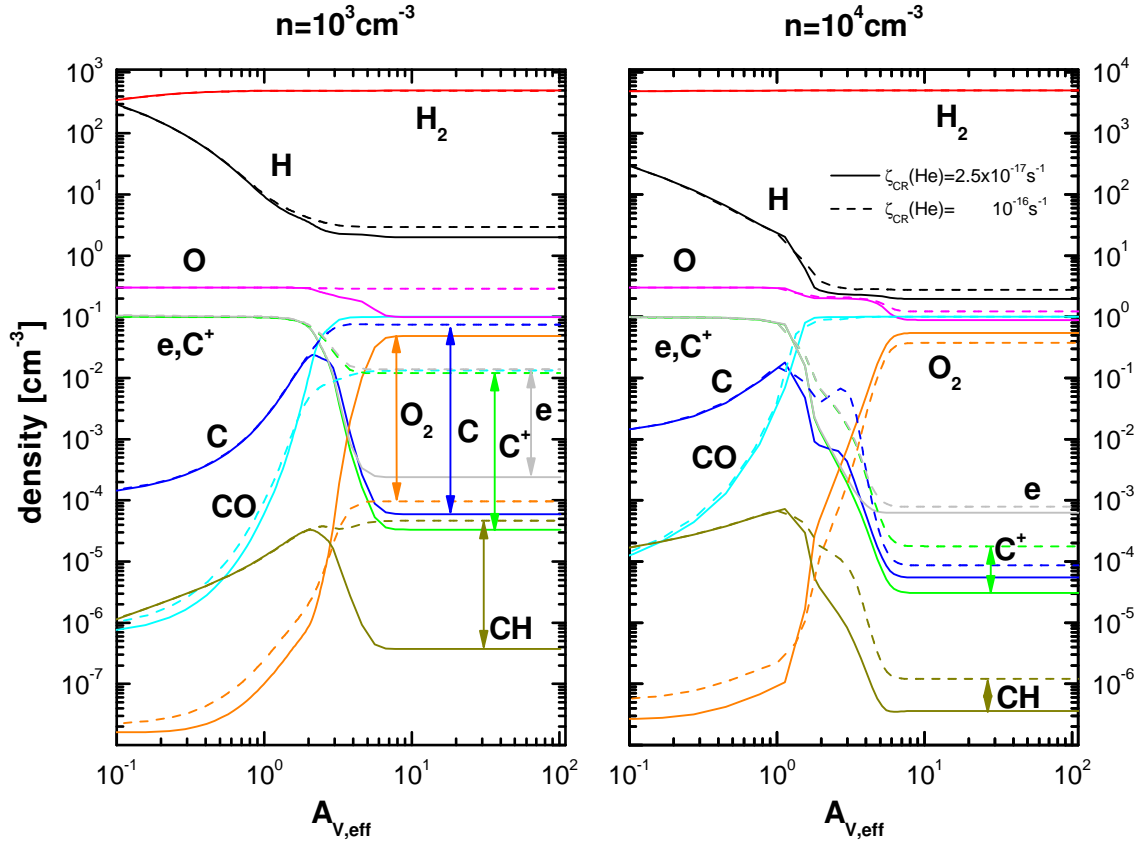 n=10³cm⁻³
n=10⁴cm⁻³
10³
10²
10¹
10⁰
10⁻¹
10⁻²
10⁻³
10⁻⁴
10⁻⁵
10⁻⁶
10⁻⁷
density [cm⁻³]
H₂
H
O
e,C⁺
C
CO
O₂
C
C⁺
e
CH
10⁻¹
10⁰
10¹
10²
A_V,eff
H₂
ζ_CR(He)=2.5x10⁻¹⁷s⁻¹
ζ_CR(He)= 10⁻¹⁶s⁻¹
H
O
e,C⁺
C
O₂
CO
e
C⁺
CH
10⁴
10³
10²
10¹
10⁰
10⁻¹
10⁻²
10⁻³
10⁻⁴
10⁻⁵
10⁻⁶
10⁻¹
10⁰
10¹
10²
A_V,eff